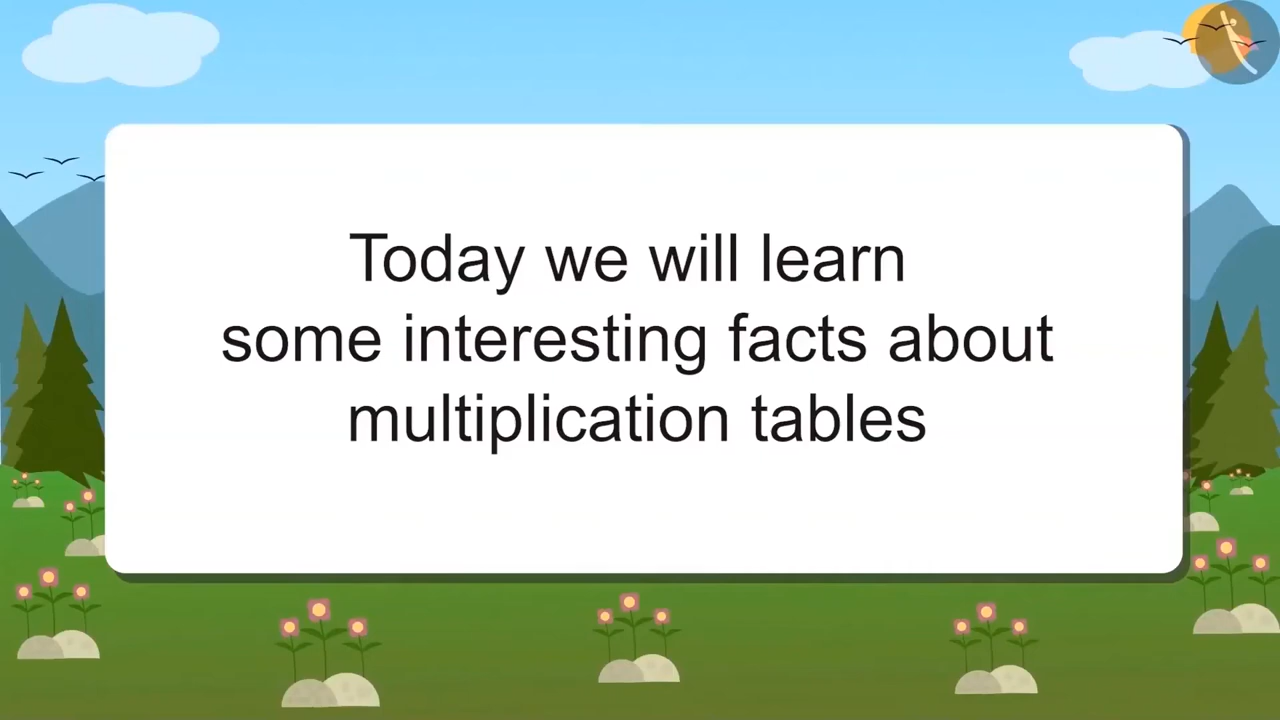 Today we will learn
some interesting facts about
multiplication tables